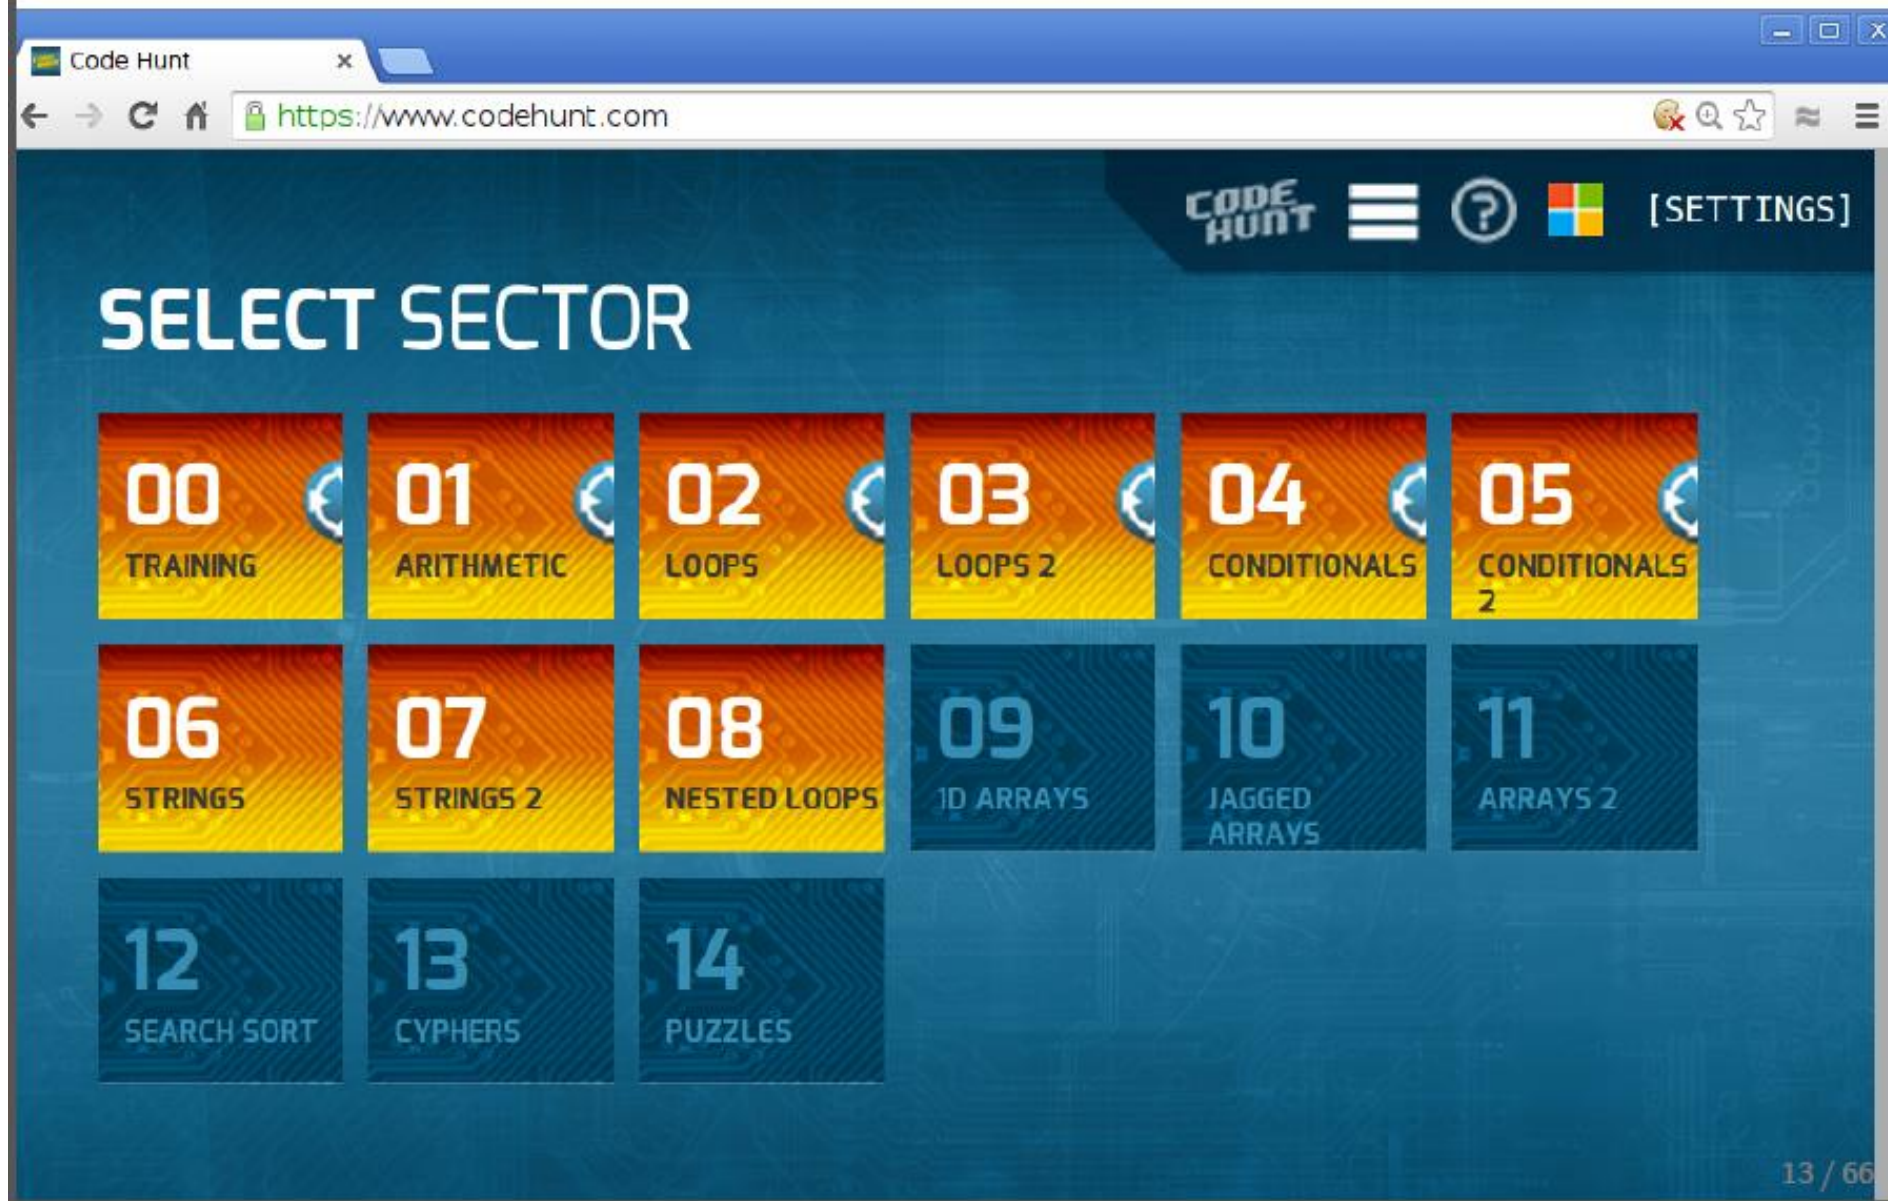 Code Hunt
https://www.codehunt.com
CODE
HUNT
[SETTINGS]
SELECT SECTOR
00
TRAINING
01
ARITHMETIC
02
LOOPS
03
LOOPS 2
04
CONDITIONALS
05
CONDITIONALS
2
06
STRINGS
07
STRINGS 2
08
NESTED LOOPS
09
1D ARRAYS
10
JAGGED
ARRAYS
11
ARRAYS 2
12
SEARCH SORT
13
CYPHERS
14
PUZZLES
13 / 66